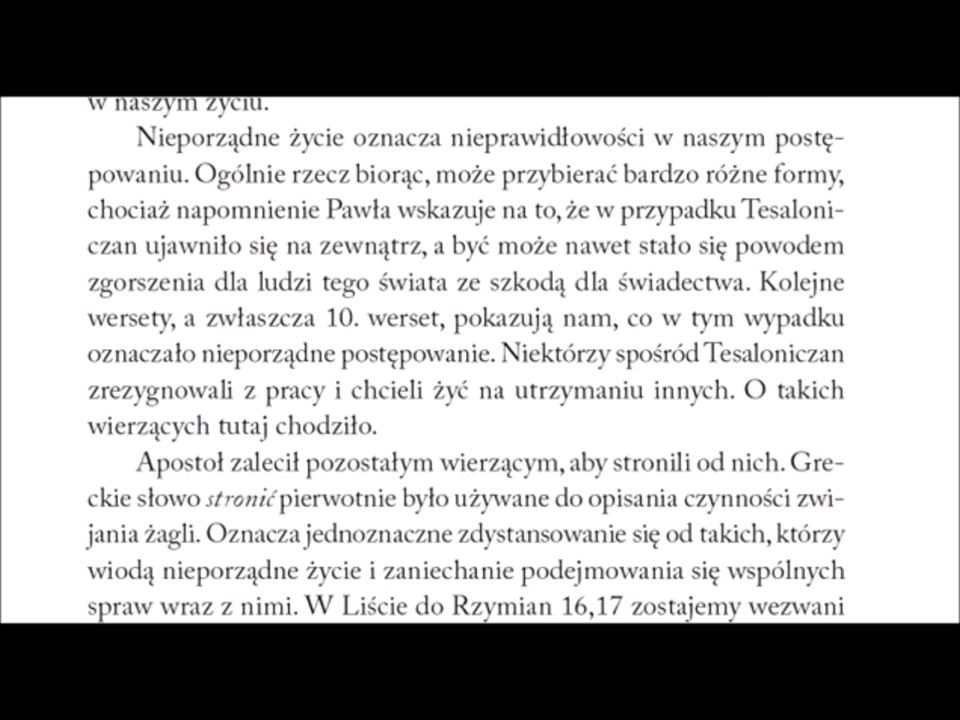 w naszym życiu.
Nieporządne życie oznacza nieprawidłowości w naszym postę-
powaniu. Ogólnie rzecz biorąc, może przybierać bardzo różne formy,
chociaż napomnienie Pawła wskazuje na to, że w przypadku Tesaloni-
czan ujawniło się na zewnątrz, a być może nawet stało się powodem
zgorszenia dla ludzi tego świata ze szkodą dla świadectwa. Kolejne
wersety, a zwłaszcza 10. werset, pokazują nam, co w tym wypadku
oznaczało nieporządne postępowanie. Niektórzy spośród Tesaloniczan
zrezygnowali z pracy i chcieli żyć na utrzymaniu innych. O takich
wierzących tutaj chodziło.
Apostoł zalecił pozostałym wierzącym, aby stronili od nich. Gre-
ckie słowo stronić pierwotnie było używane do opisania czynności zwi-
jania żagli. Oznacza jednoznaczne zdystansowanie się od takich, którzy
wiodą nieporządne życie i zaniechanie podejmowania się wspólnych
spraw wraz z nimi. W Liście do Rzymian 16,17 zostajemy wezwani